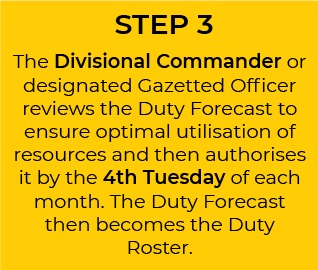 STEP 3
The Divisional Commander or
designated Gazetted Officer
reviews the Duty Forecast to
ensure optimal utilisation of
resources and then authorises
it by the 4th Tuesday of each
month. The Duty Forecast
then becomes the Duty
Roster.